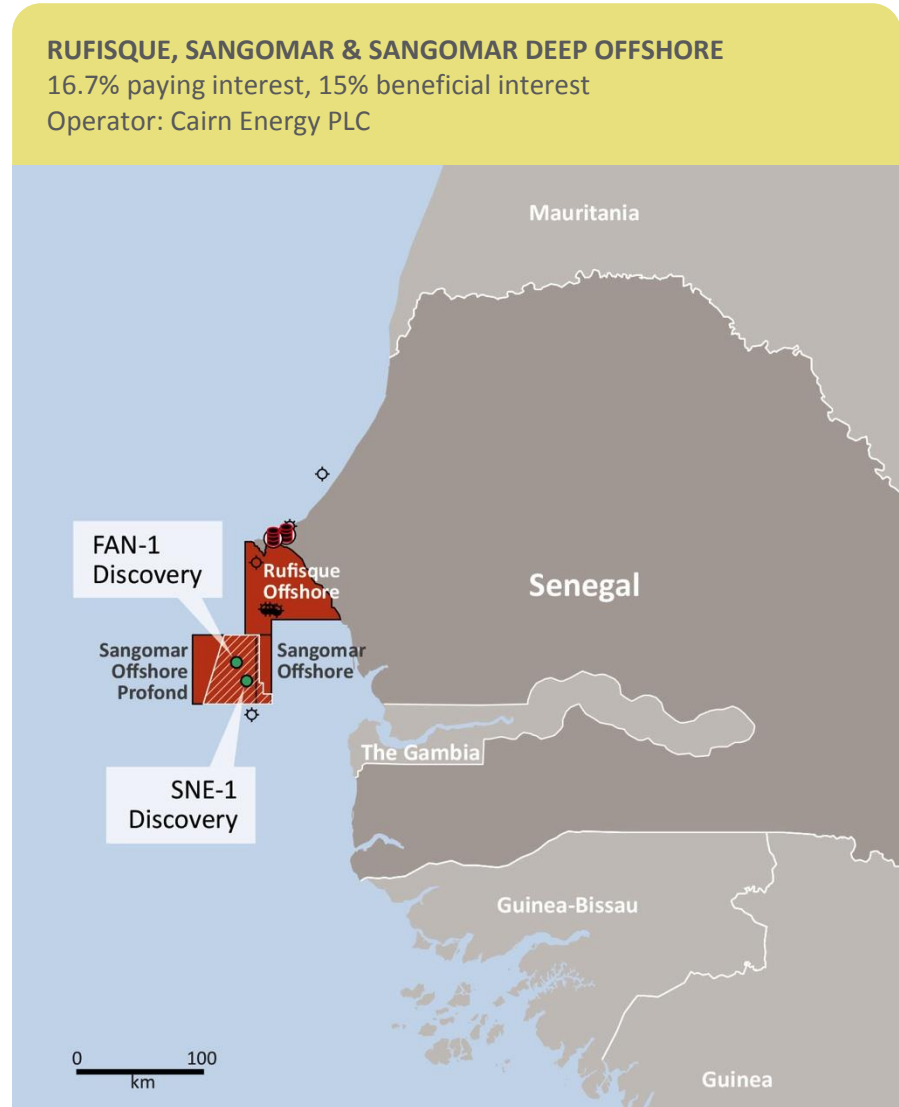 RUFISQUE, SANGOMAR & SANGOMAR DEEP OFFSHORE
16.7% paying interest, 15% beneficial interest
Operator: Cairn Energy PLC
Mauritania
FAN-1
Discovery
Rufisque
Offshore
Senegal
Sangomar
Offshore
Profond
Sangomar
Offshore
The Gambia
SNE-1
Discovery
Guinea-Bissau
0 100
km
Guinea